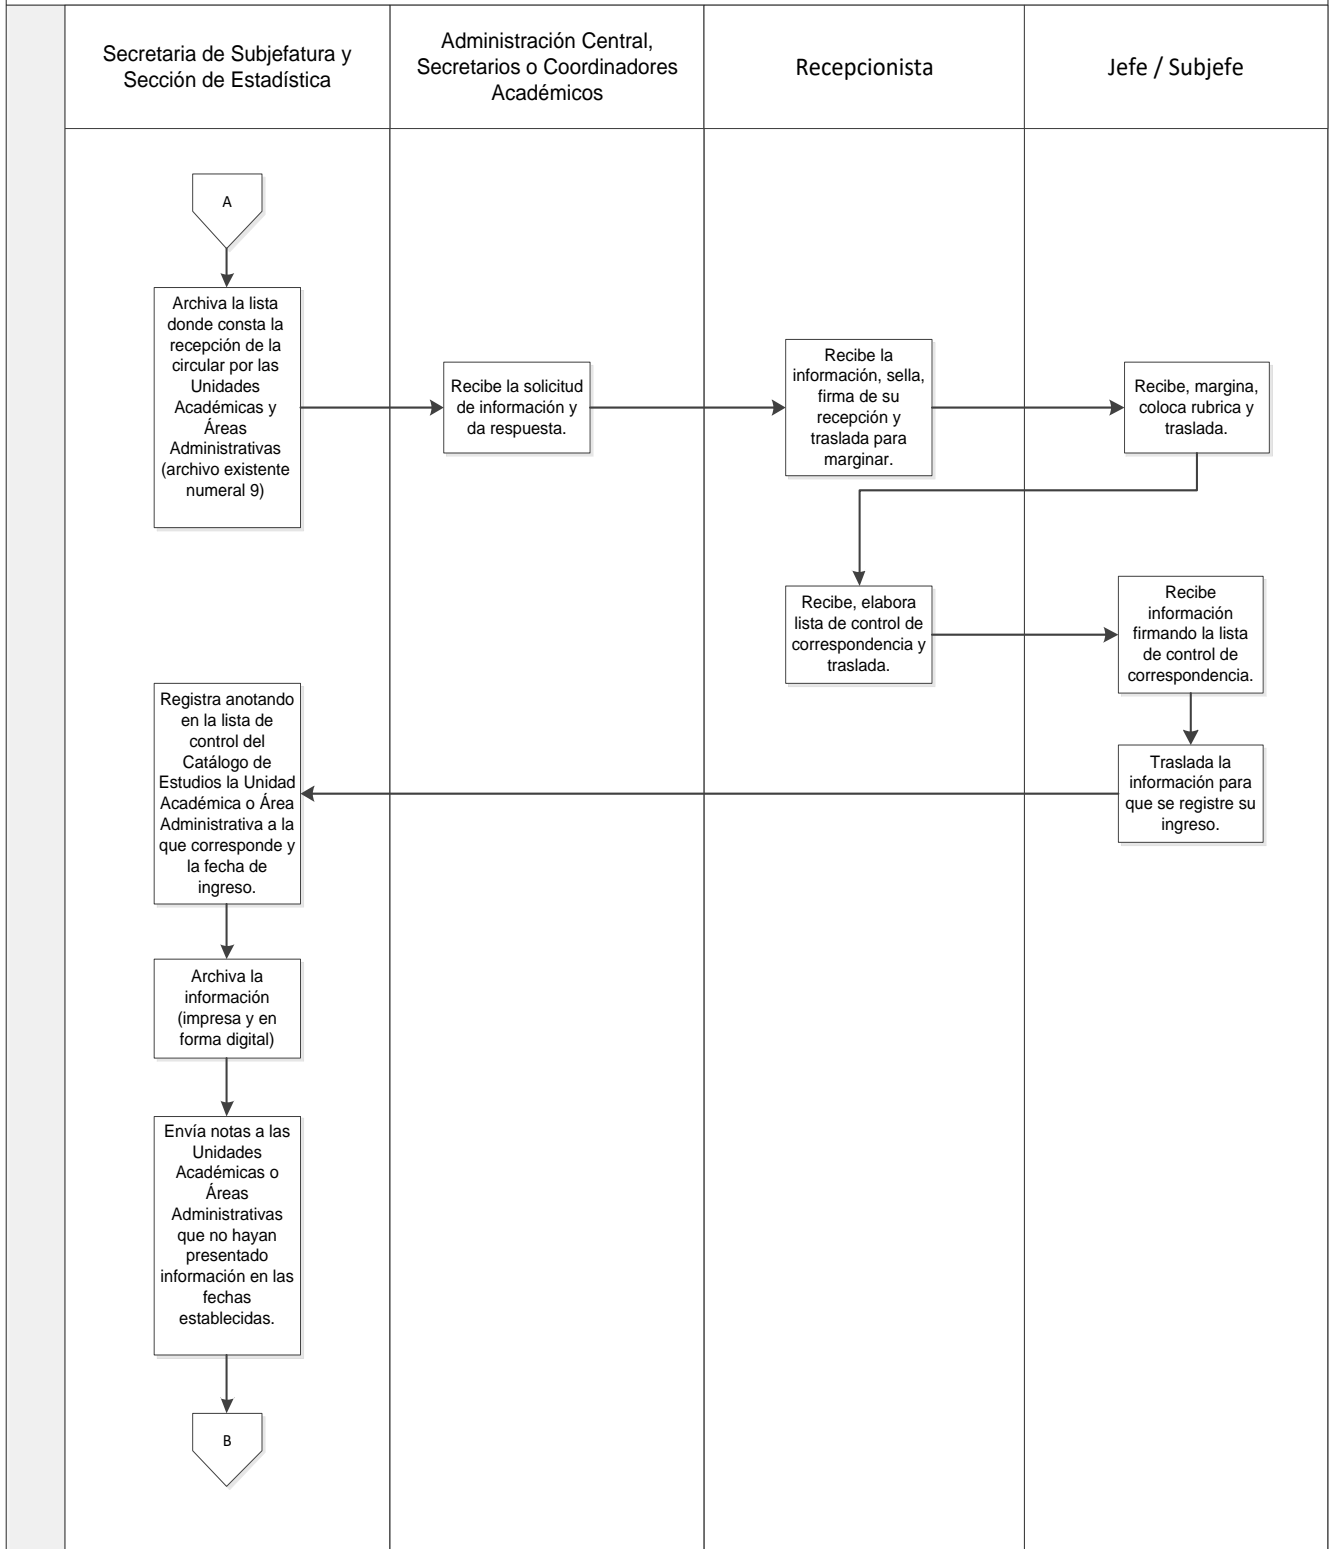 Secretaria de Subjefatura y
Sección de Estadística
Administración Central,
Secretarios o Coordinadores
Académicos
Recepcionista
Jefe / Subjefe
A
Archiva la lista
donde consta la
recepción de la
circular por las
Unidades
Académicas y
Áreas
Administrativas
(archivo existente
numeral 9)
Recibe la solicitud
de información y
da respuesta.
Recibe la
información, sella,
firma de su
recepción y
traslada para
marginar.
Recibe, margina,
coloca rubrica y
traslada.
Recibe, elabora
lista de control de
correspondencia y
traslada.
Recibe
información
firmando la lista
de control de
correspondencia.
Traslada la
información para
que se registre su
ingreso.
Registra anotando
en la lista de
control del
Catálogo de
Estudios la Unidad
Académica o Área
Administrativa a la
que corresponde y
la fecha de
ingreso.
Archiva la
información
(impresa y en
forma digital)
Envía notas a las
Unidades
Académicas o
Áreas
Administrativas
que no hayan
presentado
información en las
fechas
establecidas.
B